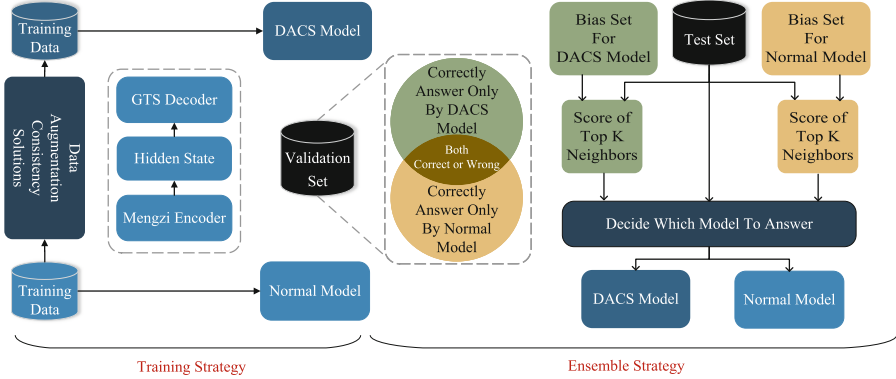 Training
Data
DACS Model
Data
Augmentation
Consistency
Solutions
GTS Decoder
Hidden State
Mengzi Encoder
Training
Data
Normal Model
Training Strategy
Validation
Set
Correctly
Answer Only
By DACS
Model
Both
Correct or Wrong
Correctly
Answer Only
By Normal
Model
Bias Set
For
DACS Model
Test Set
Bias Set
For
Normal Model
Score of
Top K
Neighbors
Score of
Top K
Neighbors
Decide Which Model To Answer
DACS Model
Normal Model
Ensemble Strategy